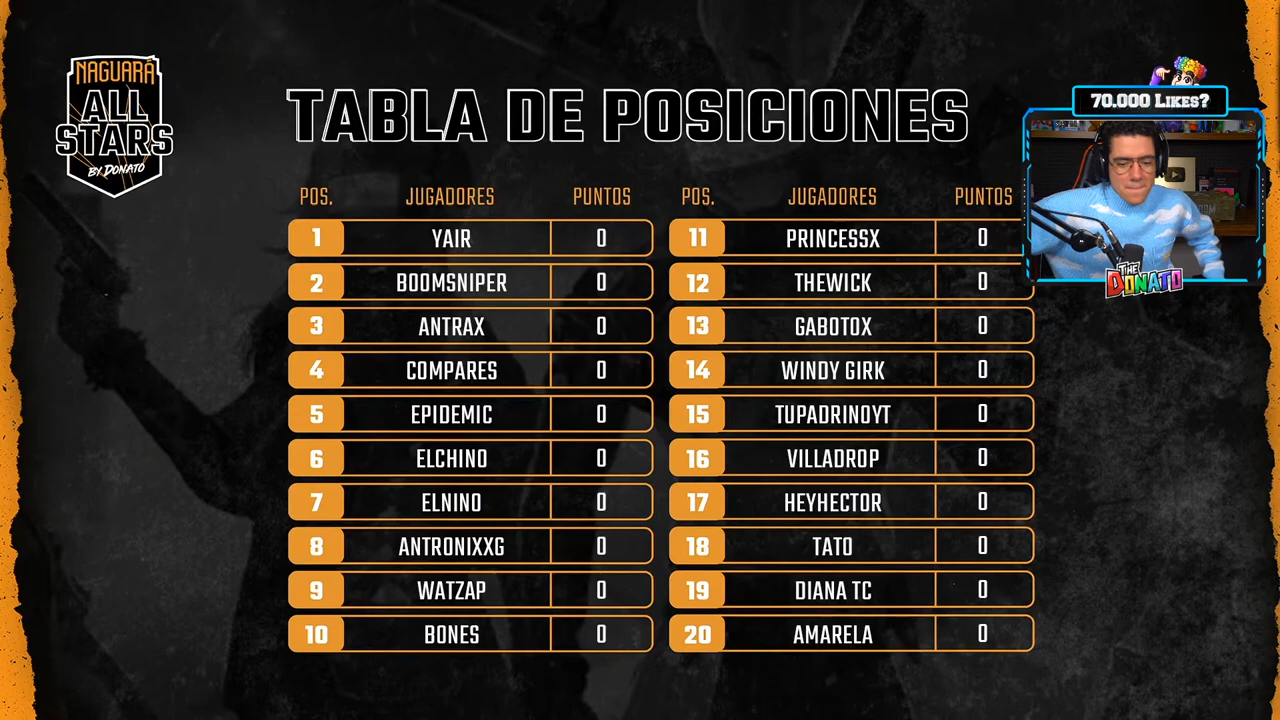 NAGUARÁ
ALL
STARS
BY DONATO
TABLA DE POSICIONES
70.000 LIKES?
THE
DONATO
POS. JUGADORES PUNTOS
1 YAIR 0
2 BOOMSNIPER 0
3 ANTRAX 0
4 COMPARES 0
5 EPIDEMIC 0
6 ELCHINO 0
7 ELNINO 0
8 ANTRONIXXG 0
9 WATZAP 0
10 BONES 0
POS. JUGADORES PUNTOS
11 PRINCESSX 0
12 THEWICK 0
13 GABOTOX 0
14 WINDY GIRK 0
15 TUPADRINOYT 0
16 VILLADROP 0
17 HEYHECTOR 0
18 TATO 0
19 DIANA TC 0
20 AMARELA 0